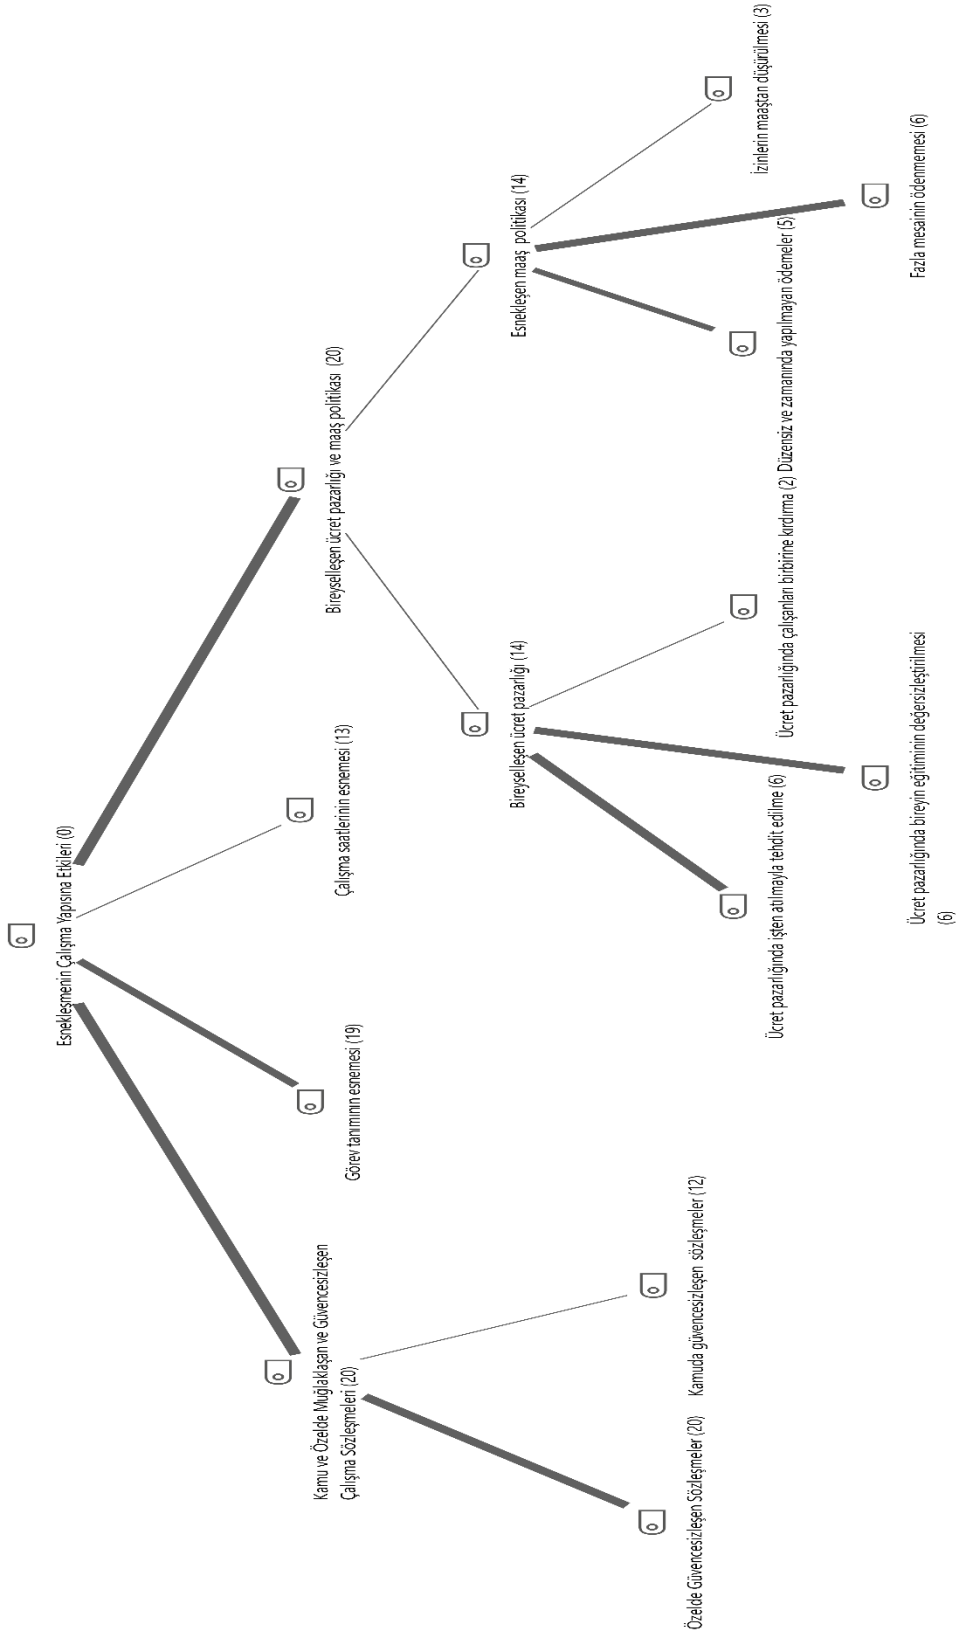 Esnekleşmenin Çalışma Yapısına Etkileri (0)
Kamu ve Özelde Muğlaklaşan ve Güvencesizleşen
Çalışma Sözleşmeleri (20)
Görev tanımının esnemesi (19)
Çalışma saatlerinin esnemesi (13)
Bireyselleşen ücret pazarlığı ve maaş politikası (20)
Bireyselleşen ücret pazarlığı (14)
Esnekleşen maaş politikası (14)
Özelde Güvencesizleşen Sözleşmeler (20)
Kamuda güvencesizleşen sözleşmeler (12)
Ücret pazarlığında işten atılmayla tehdit edilme (6)
Ücret pazarlığında çalışanları birbirine kırdırma (2)
Düzensiz ve zamanında yapılmayan ödemeler (5)
İzinlerin maaştan düşürülmesi (3)
Ücret pazarlığında bireyin eğitiminin değersizleştirilmesi
(6)
Fazla mesainin ödenmemesi (6)